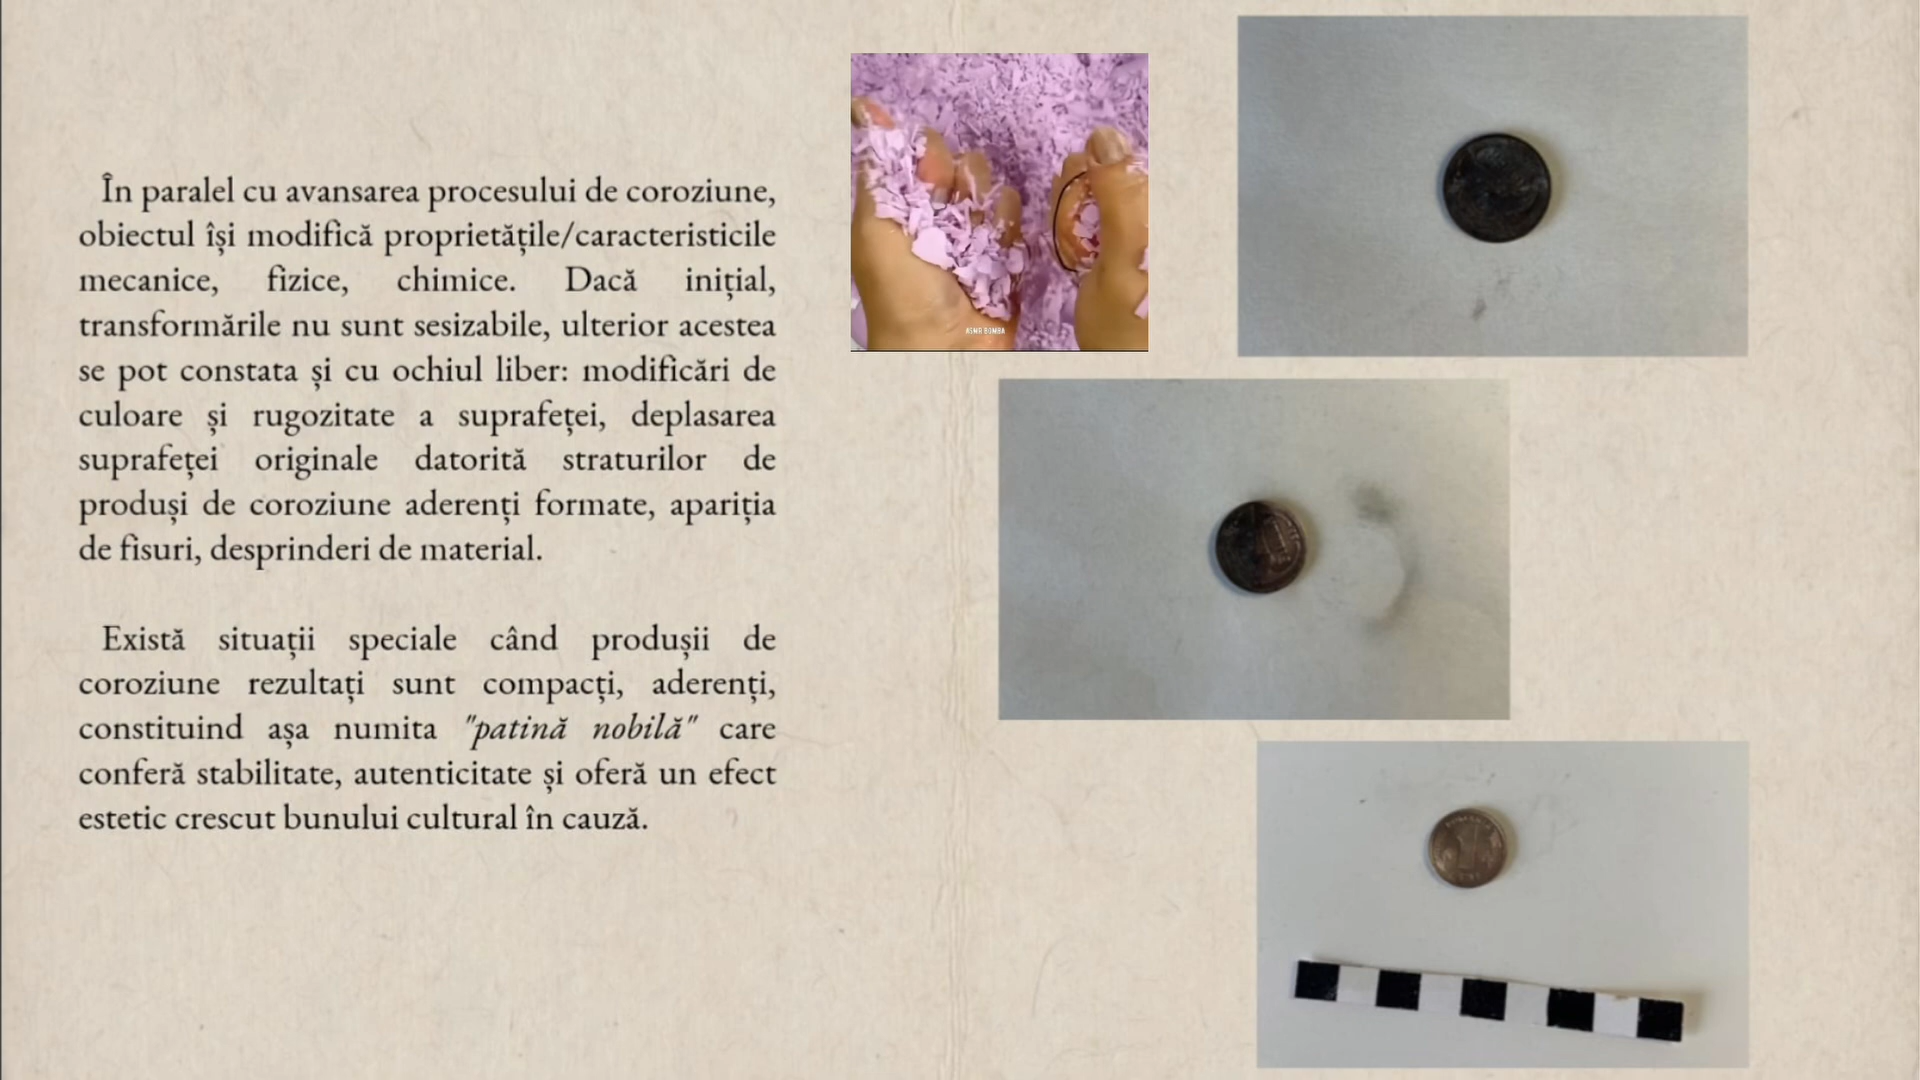 În paralel cu avansarea procesului de coroziune,
obiectul își modifică proprietățile/caracteristicile
mecanice, fizice, chimice. Dacă inițial,
transformările nu sunt sesizabile, ulterior acestea
se pot constata și cu ochiul liber: modificări de
culoare și rugozitate a suprafeței, deplasarea
suprafeței originale datorită straturilor de
produși de coroziune aderenți formate, apariția
de fisuri, desprinderi de material.
Există situații speciale când produșii de
coroziune rezultați sunt compacți, aderenți,
constituind așa numita "patină nobilă" care
conferă stabilitate, autenticitate și oferă un efect
estetic crescut bunului cultural în cauză.
ASMR BOMBA
1